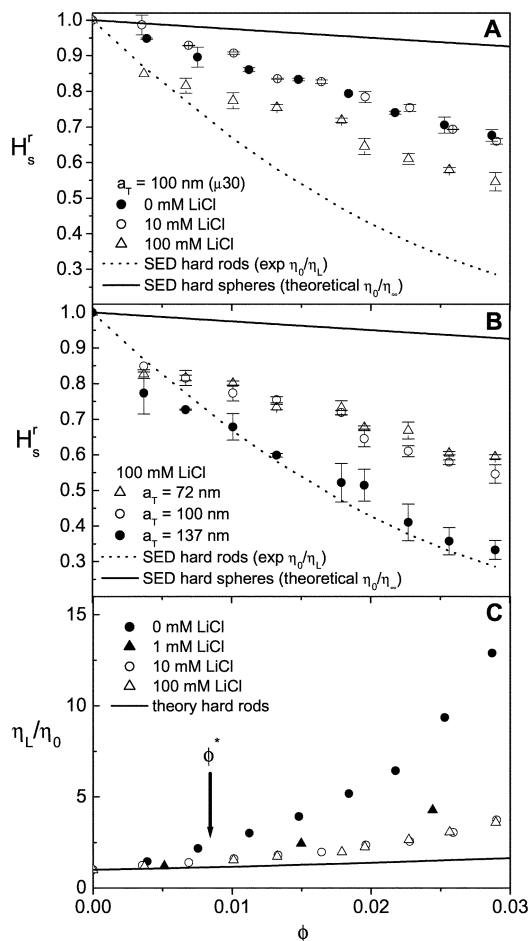 A
1.0
0.9
0.8
0.7
0.6
0.5
0.4
0.3
H_s^r
a_T = 100 nm (μ30)
0 mM LiCl
10 mM LiCl
100 mM LiCl
SED hard rods (exp η_0/η_L)
SED hard spheres (theoretical η_0/η_∞)
B
1.0
0.9
0.8
0.7
0.6
0.5
0.4
0.3
H_s^r
100 mM LiCl
a_T = 72 nm
a_T = 100 nm
a_T = 137 nm
SED hard rods (exp η_0/η_L)
SED hard spheres (theoretical η_0/η_∞)
C
15
10
5
0
η_L/η_0
0 mM LiCl
1 mM LiCl
10 mM LiCl
100 mM LiCl
theory hard rods
ϕ*
0.00 0.01 0.02 0.03
ϕ